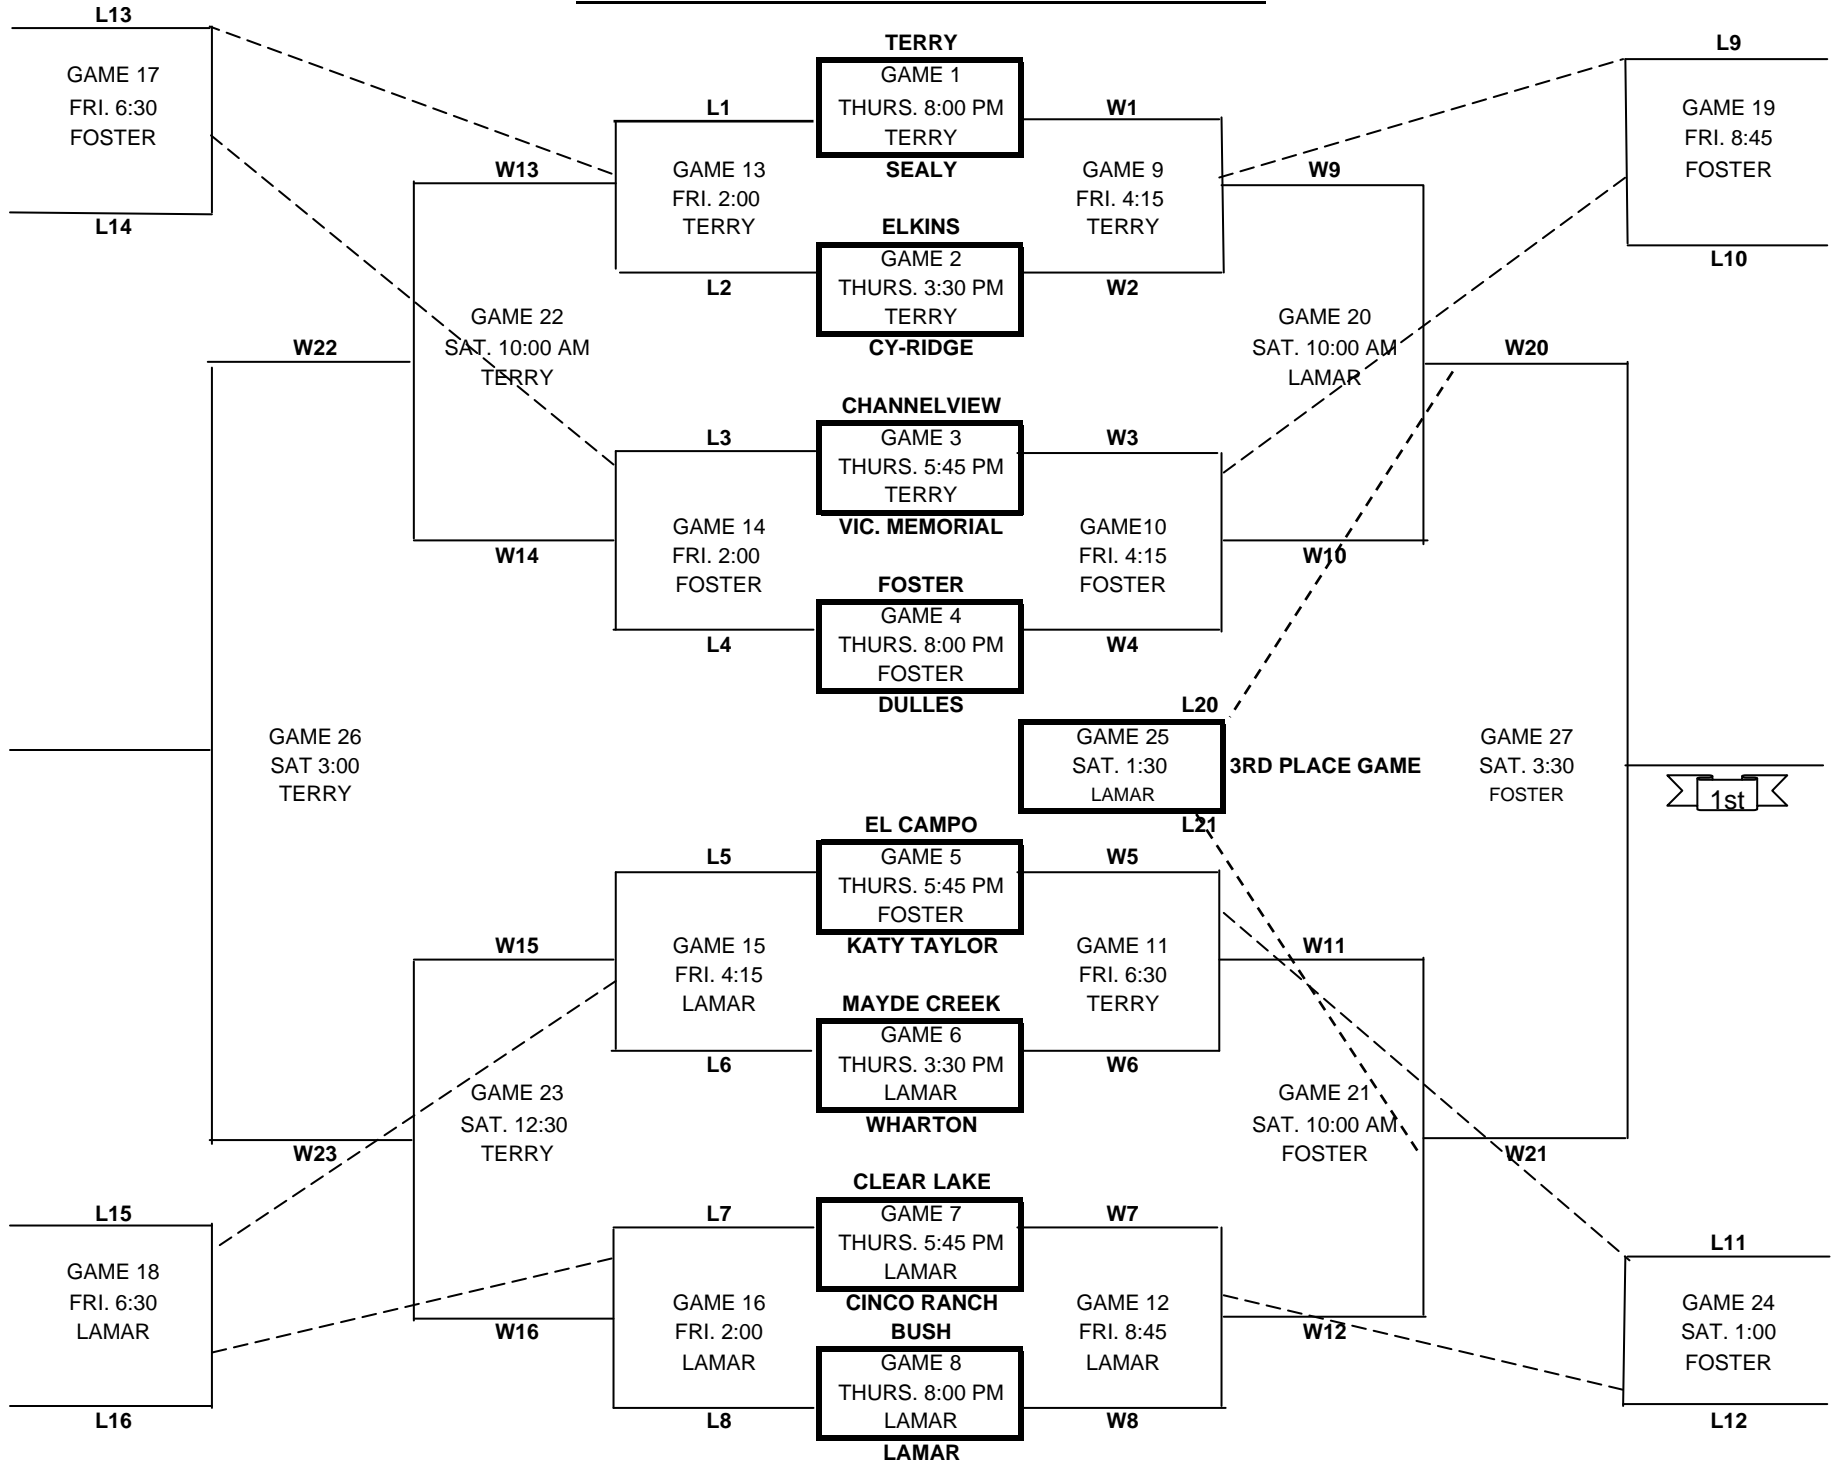 L13
TERRY
L9
GAME 17
FRI. 6:30
FOSTER
GAME 1
THURS. 8:00 PM
TERRY
L1
W1
GAME 19
FRI. 8:45
FOSTER
W13
GAME 13
FRI. 2:00
TERRY
SEALY
GAME 9
FRI. 4:15
TERRY
W9
L14
ELKINS
L10
L2
GAME 2
THURS. 3:30 PM
TERRY
W2
GAME 22
SAT. 10:00 AM
TERRY
GAME 20
SAT. 10:00 AM
LAMAR
W22
CY-RIDGE
W20
CHANNELVIEW
L3
GAME 3
THURS. 5:45 PM
TERRY
W3
GAME 14
FRI. 2:00
FOSTER
VIC. MEMORIAL
GAME10
FRI. 4:15
FOSTER
W14
W10
FOSTER
GAME 4
THURS. 8:00 PM
FOSTER
L4
W4
DULLES
L20
GAME 26
SAT 3:00
TERRY
GAME 25
SAT. 1:30
LAMAR
3RD PLACE GAME
GAME 27
SAT. 3:30
FOSTER
1st
EL CAMPO
L21
L5
GAME 5
THURS. 5:45 PM
FOSTER
W5
W15
GAME 15
FRI. 4:15
LAMAR
KATY TAYLOR
GAME 11
FRI. 6:30
TERRY
W11
MAYDE CREEK
L6
GAME 6
THURS. 3:30 PM
LAMAR
W6
GAME 23
SAT. 12:30
TERRY
WHARTON
GAME 21
SAT. 10:00 AM
FOSTER
W23
W21
CLEAR LAKE
L15
L7
GAME 7
THURS. 5:45 PM
LAMAR
W7
L11
GAME 18
FRI. 6:30
LAMAR
GAME 16
FRI. 2:00
LAMAR
CINCO RANCH
GAME 12
FRI. 8:45
LAMAR
GAME 24
SAT. 1:00
FOSTER
W16
BUSH
W12
GAME 8
THURS. 8:00 PM
LAMAR
L16
L8
W8
L12
LAMAR